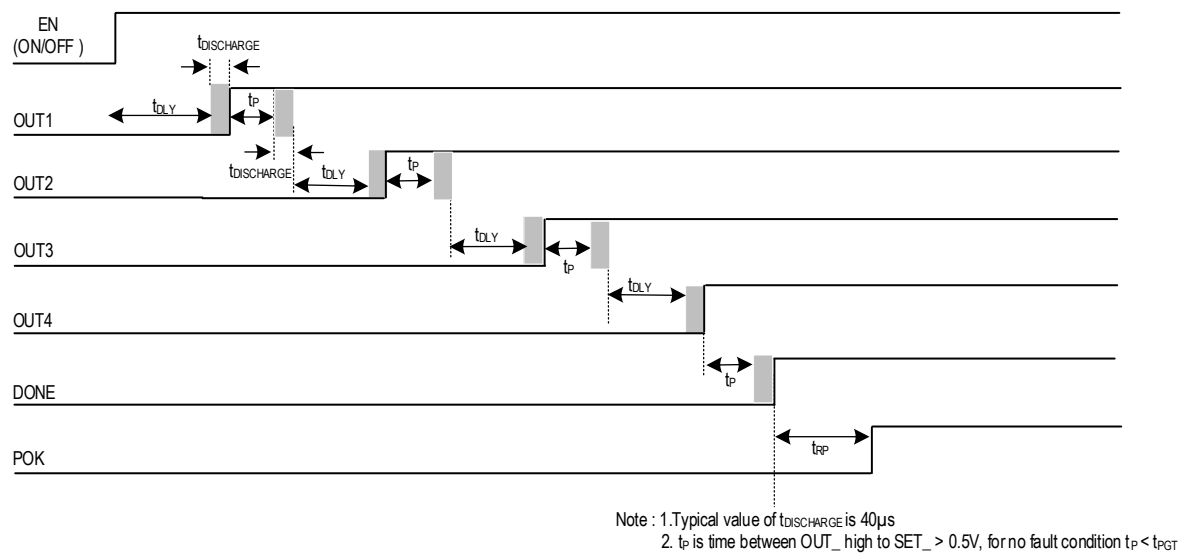 EN
(ON/OFF )
tDISCHARGE
tDLY
tP
OUT1
tDISCHARGE
tDLY
tP
OUT2
tDLY
tP
OUT3
tDLY
OUT4
tP
DONE
tRP
POK
Note : 1.Typical value of tDISCHARGE is 40µs
2. tP is time between OUT_ high to SET_ > 0.5V, for no fault condition tP < tPGT